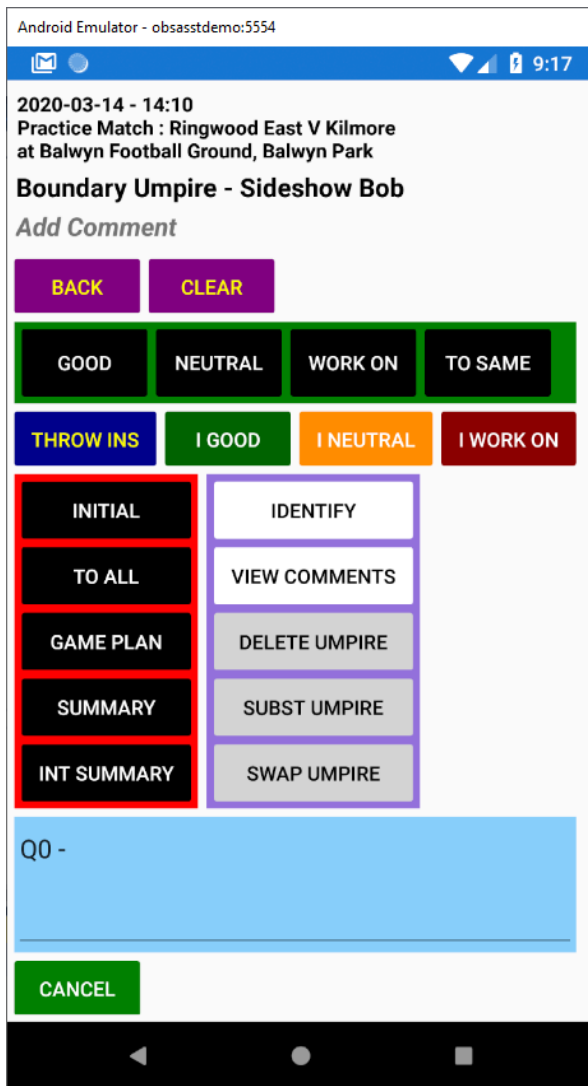 Android Emulator - obsasstdemo:5554
9:17
2020-03-14 - 14:10
Practice Match : Ringwood East V Kilmore
at Balwyn Football Ground, Balwyn Park
Boundary Umpire - Sideshow Bob
Add Comment
BACK CLEAR
GOOD NEUTRAL WORK ON TO SAME
THROW INS I GOOD I NEUTRAL I WORK ON
INITIAL IDENTIFY
TO ALL VIEW COMMENTS
GAME PLAN DELETE UMPIRE
SUMMARY SUBST UMPIRE
INT SUMMARY SWAP UMPIRE
Q0 -
CANCEL